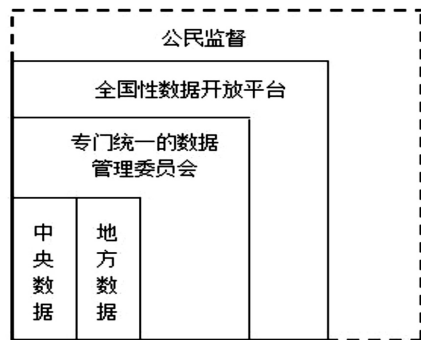 公民监督
全国性数据开放平台
专门统一的数据
管理委员会
中央数据
地方数据